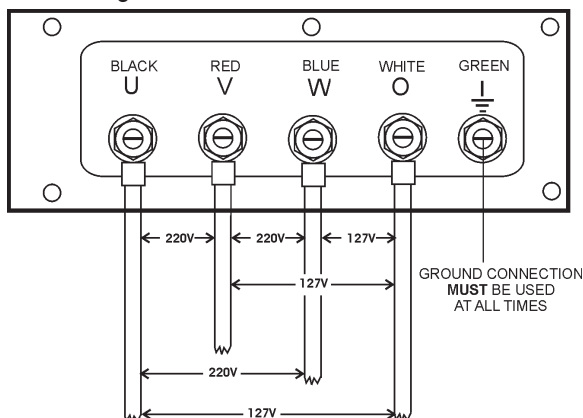 BLACK RED BLUE WHITE GREEN
U V W O
220V 220V 127V
127V
GROUND CONNECTION
MUST BE USED
AT ALL TIMES
220V
127V